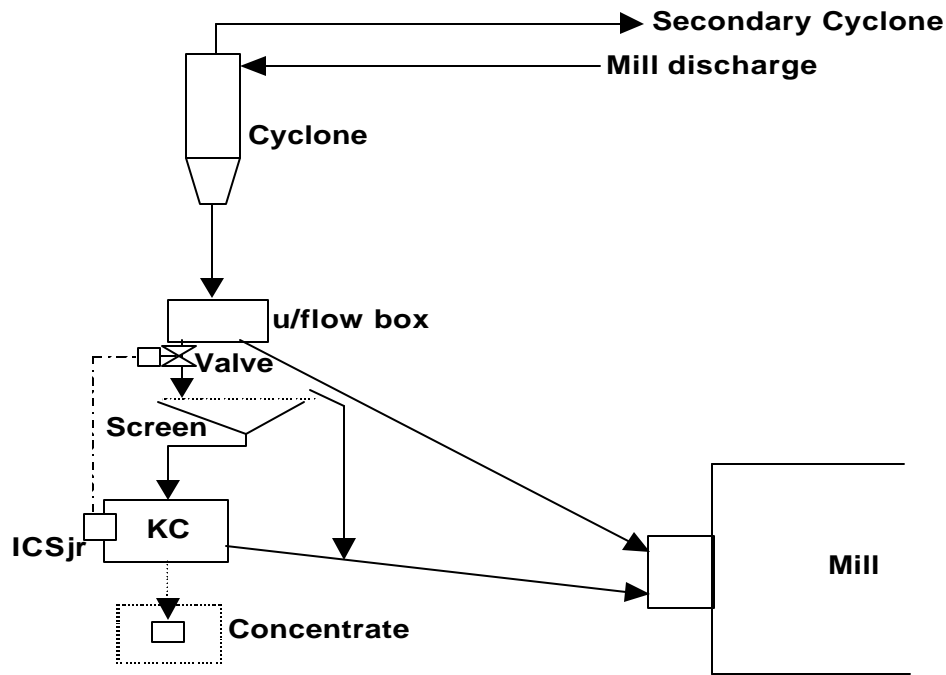 Secondary Cyclone
Mill discharge
Cyclone
u/flow box
Valve
Screen
KC
ICSjr
Mill
Concentrate